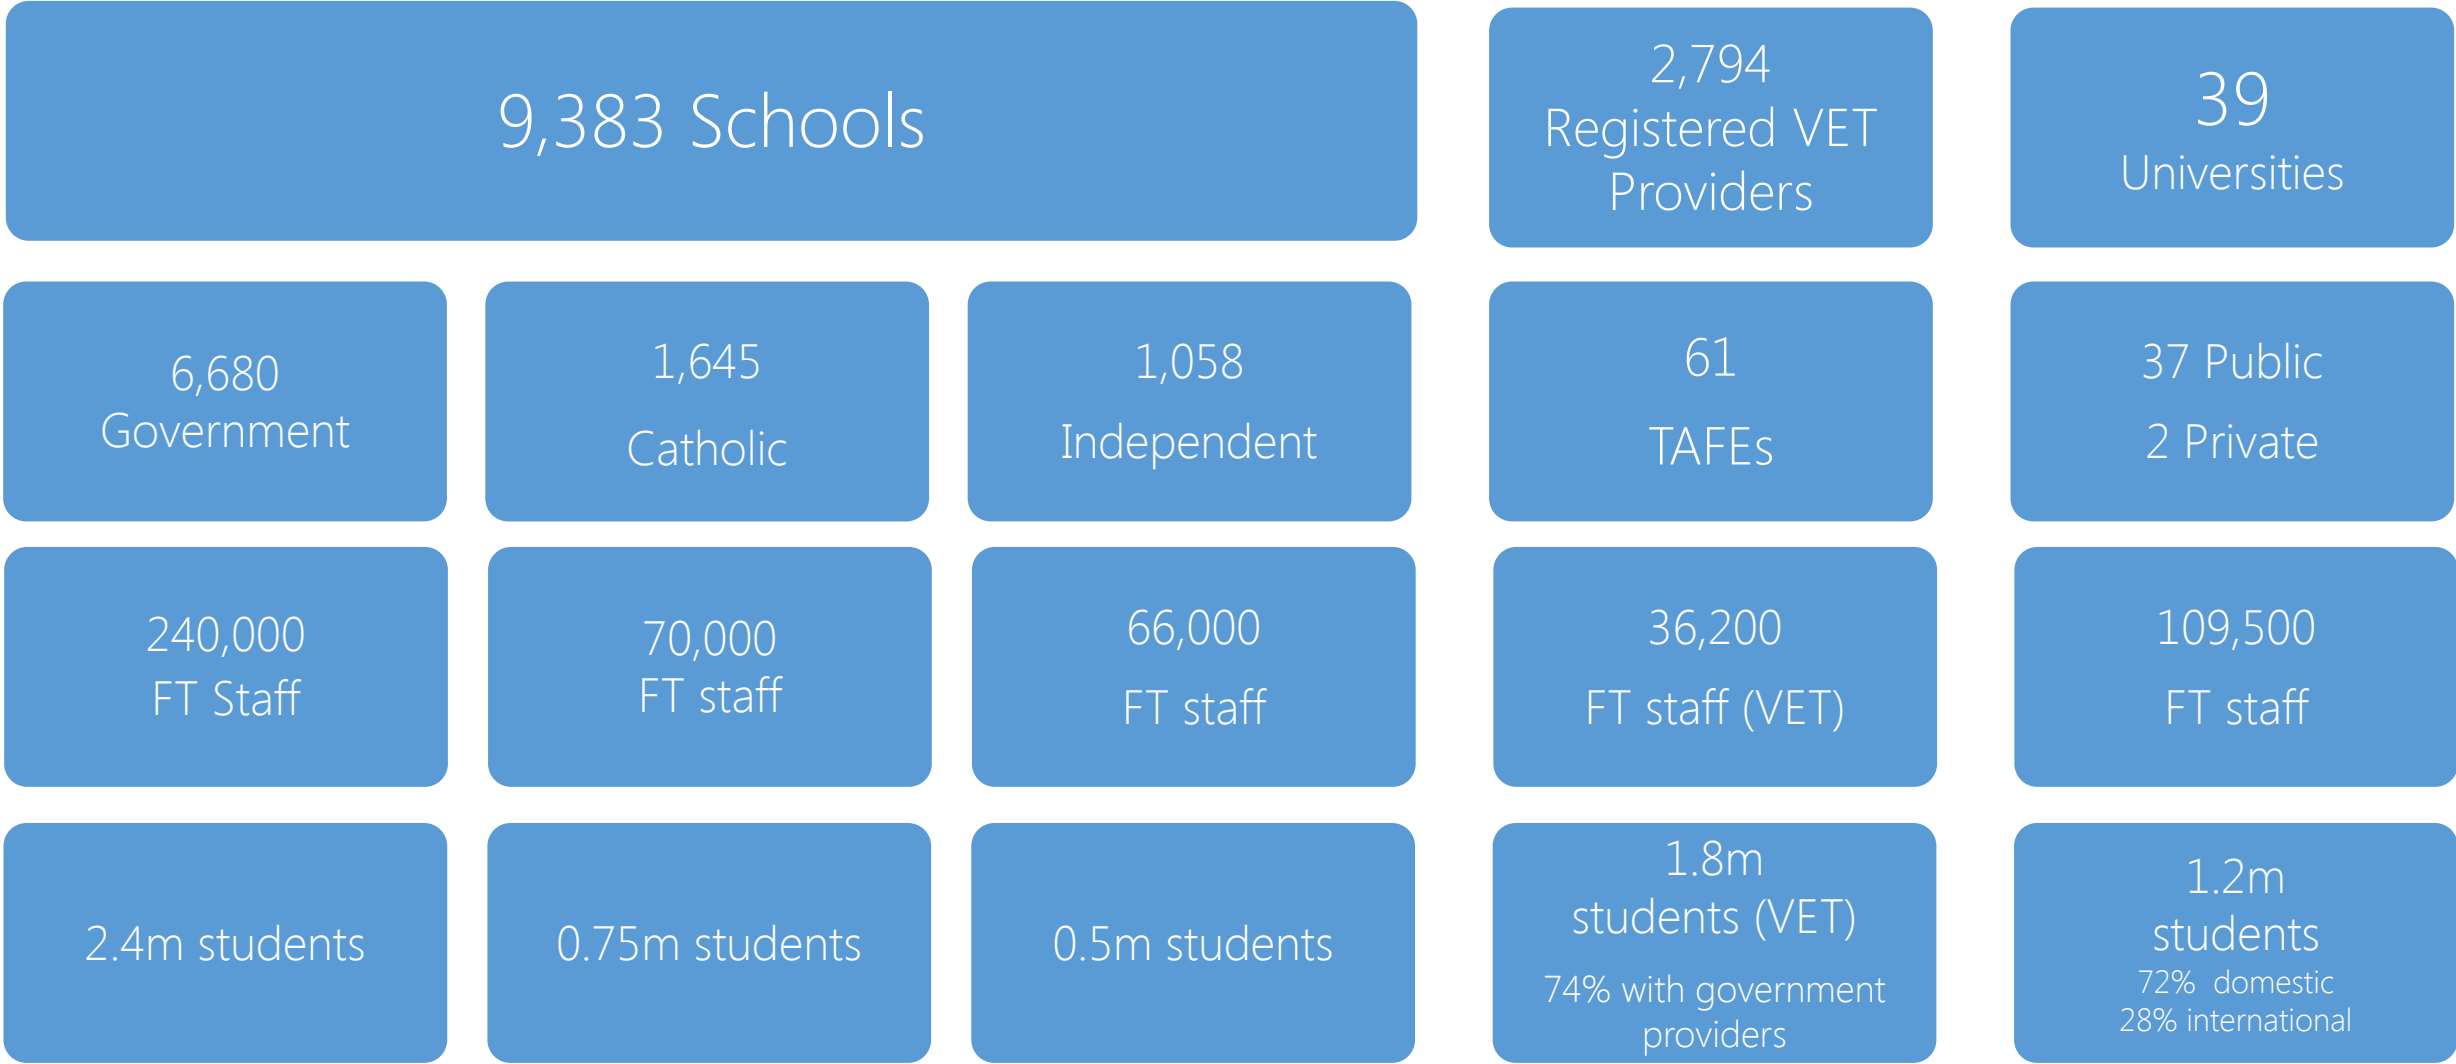 9,383 Schools
2,794
Registered VET
Providers
39
Universities
6,680
Government
1,645
Catholic
1,058
Independent
61
TAFEs
37 Public
2 Private
240,000
FT Staff
70,000
FT staff
66,000
FT staff
36,200
FT staff (VET)
109,500
FT staff
2.4m students
0.75m students
0.5m students
1.8m
students (VET)
74% with government
providers
1.2m
students
72%  domestic
28% international